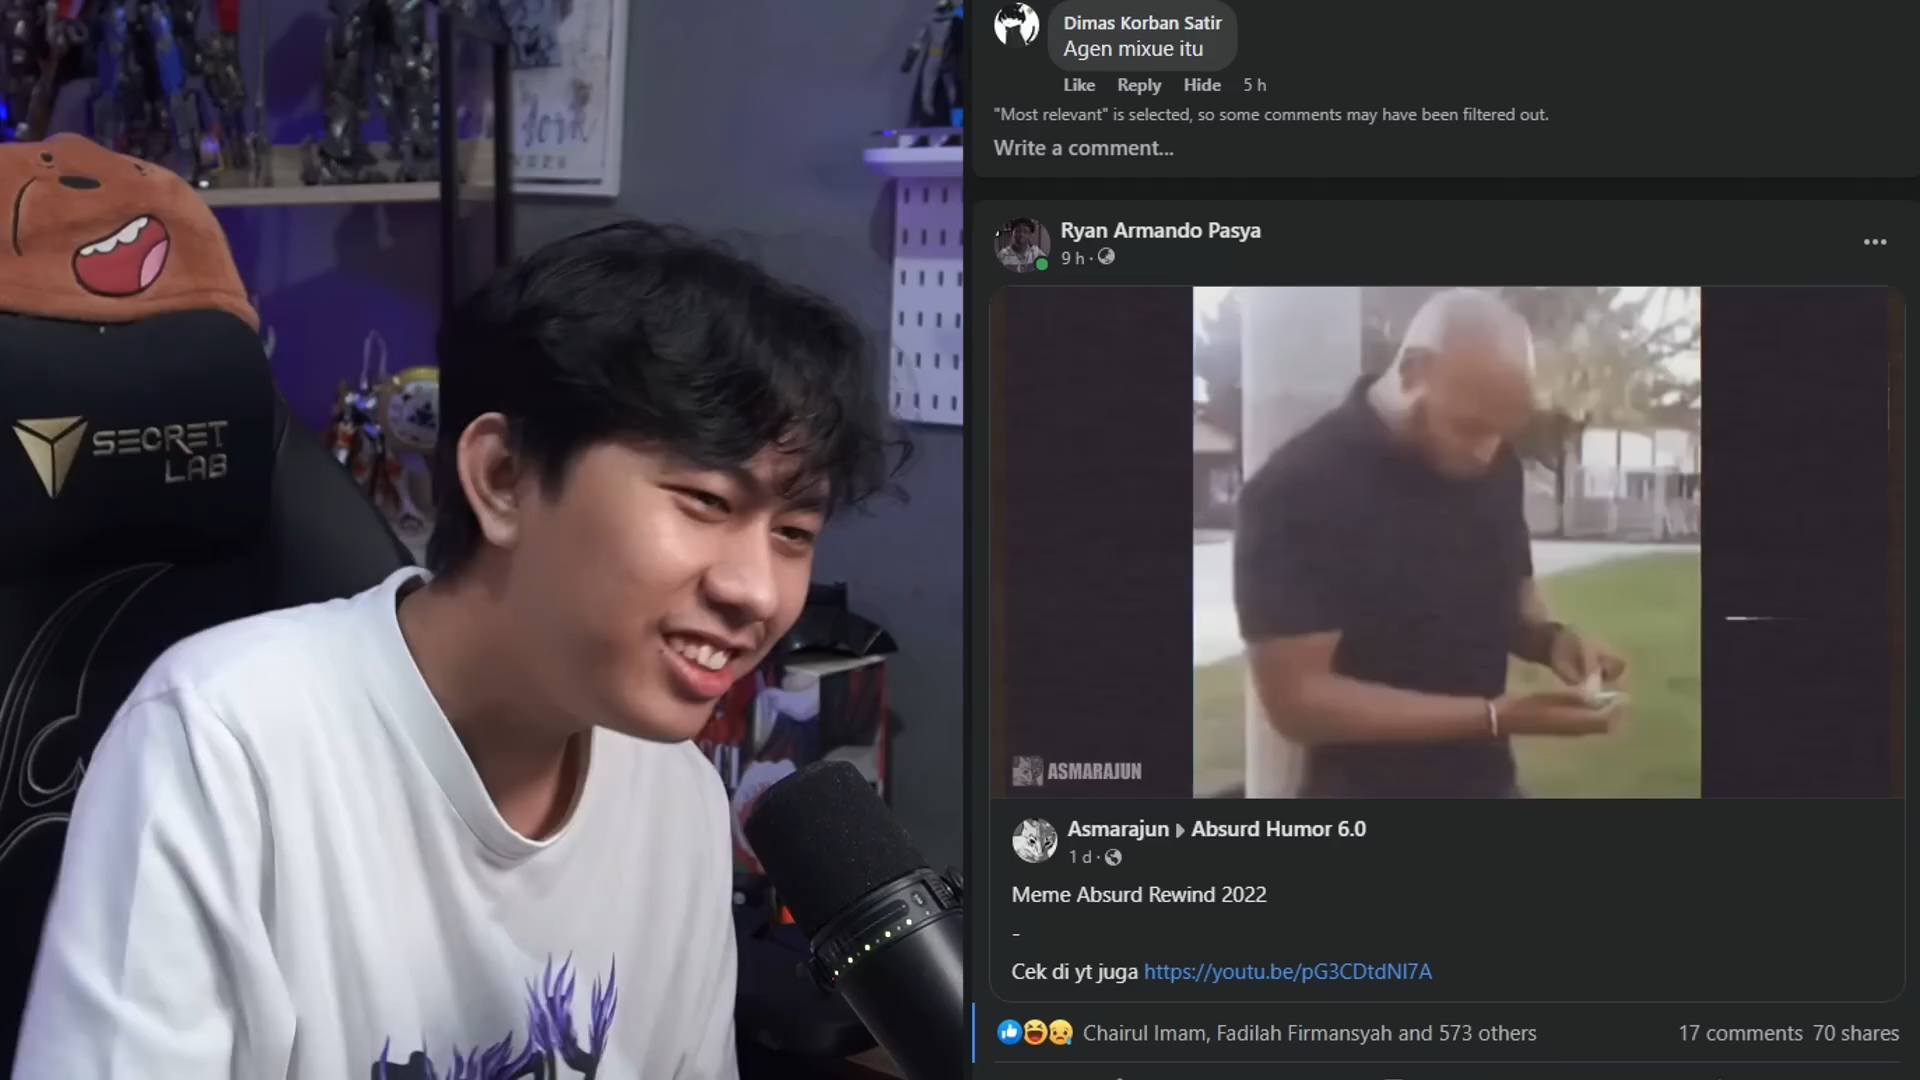 Dimas Korban Satir
Agen mixue itu
Like Reply Hide 5 h
"Most relevant" is selected, so some comments may have been filtered out.
Write a comment...
Ryan Armando Pasya
9 h ·
York
SECRET
LAB
ASMARAJUN
Asmarajun Absurd Humor 6.0
1 d ·
Meme Absurd Rewind 2022
-
Cek di yt juga https://youtu.be/pG3CDtdNI7A
Chairul Imam, Fadilah Firmansyah and 573 others 17 comments 70 shares